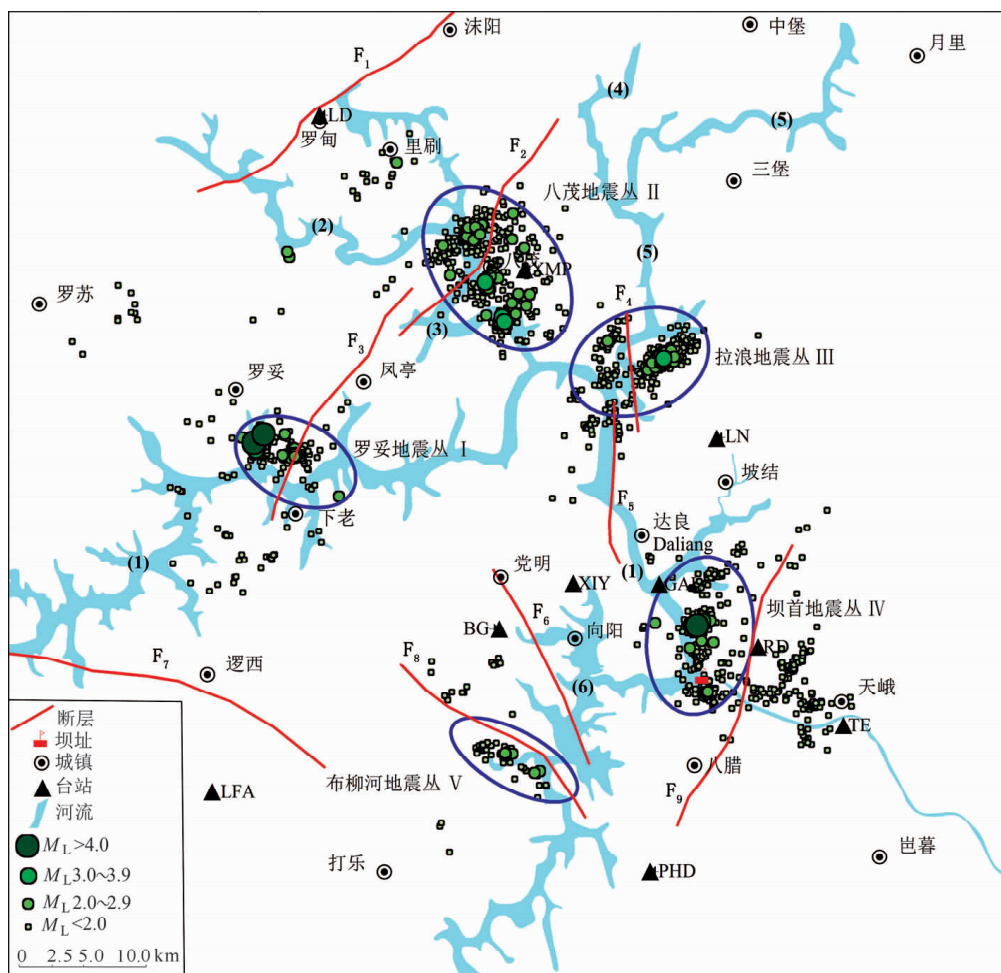 沫阳
中堡
月里
F₁
(4)
(5)
LD
罗甸
里刷
F₂
三堡
八茂地震丛 II
(2)
(5)
XMP
罗苏
F₄
(3)
F₃
拉浪地震丛 III
罗妥
凤亭
罗妥地震丛 I
LN
坡结
F₅
下老
达良
Daliang
(1)
党明
(1)
XIY
坝首地震丛 IV
BG
F₆
向阳
RD
F₇
F₈
逻西
(6)
天峨
TE
断层
坝址
城镇
台站
河流
布柳河地震丛 V
八腊
F₉
LFA
M_L>4.0
M_L3.0~3.9
M_L2.0~2.9
M_L<2.0
打乐
PHD
岜暮
0 2.5 5.0 10.0 km